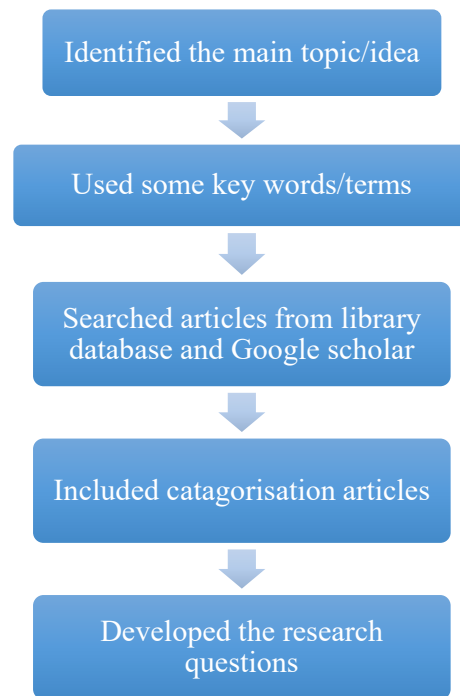 Identified the main topic/idea
Used some key words/terms
Searched articles from library
database and Google scholar
Included catagorisation articles
Developed the research
questions